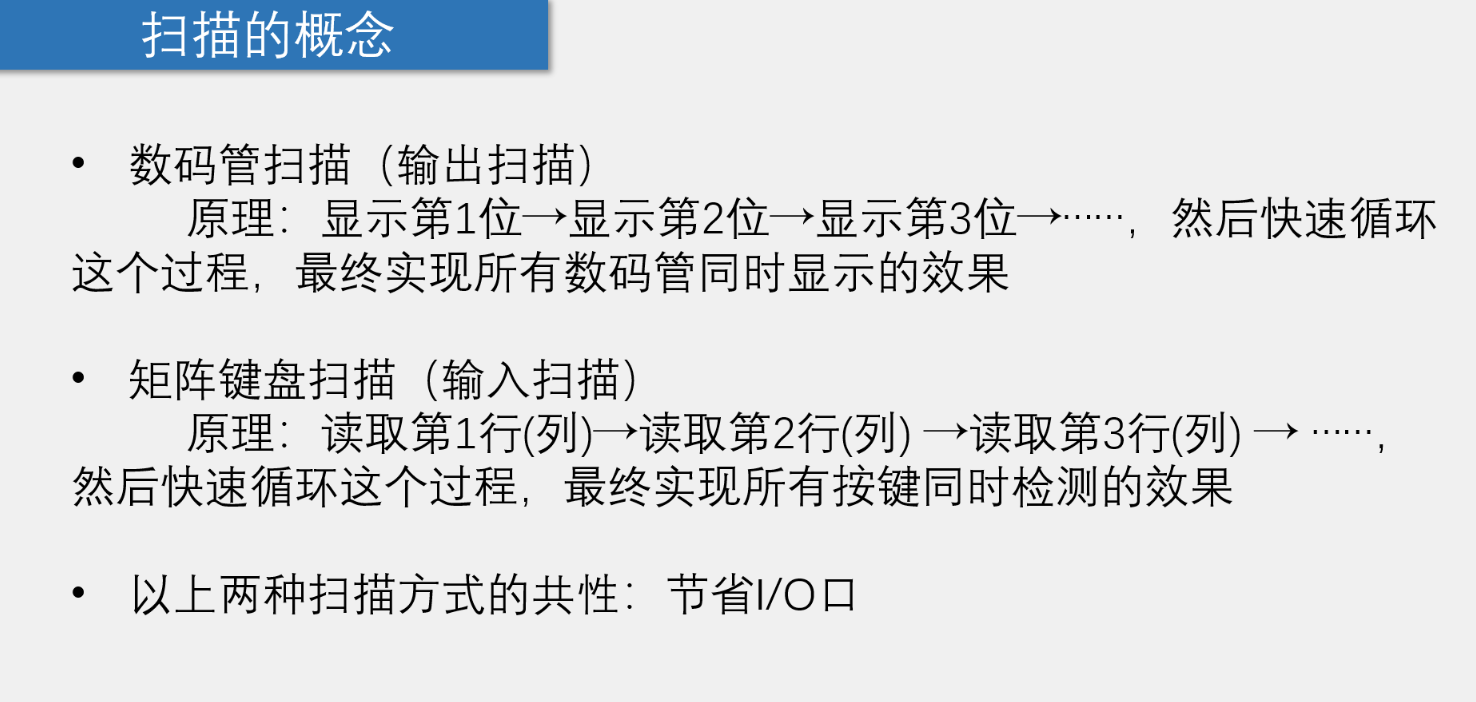 扫描的概念
• 数码管扫描（输出扫描）
原理：显示第1位→显示第2位→显示第3位→……，然后快速循环
这个过程，最终实现所有数码管同时显示的效果
• 矩阵键盘扫描（输入扫描）
原理：读取第1行(列)→读取第2行(列) →读取第3行(列) → ……，
然后快速循环这个过程，最终实现所有按键同时检测的效果
• 以上两种扫描方式的共性：节省I/O口